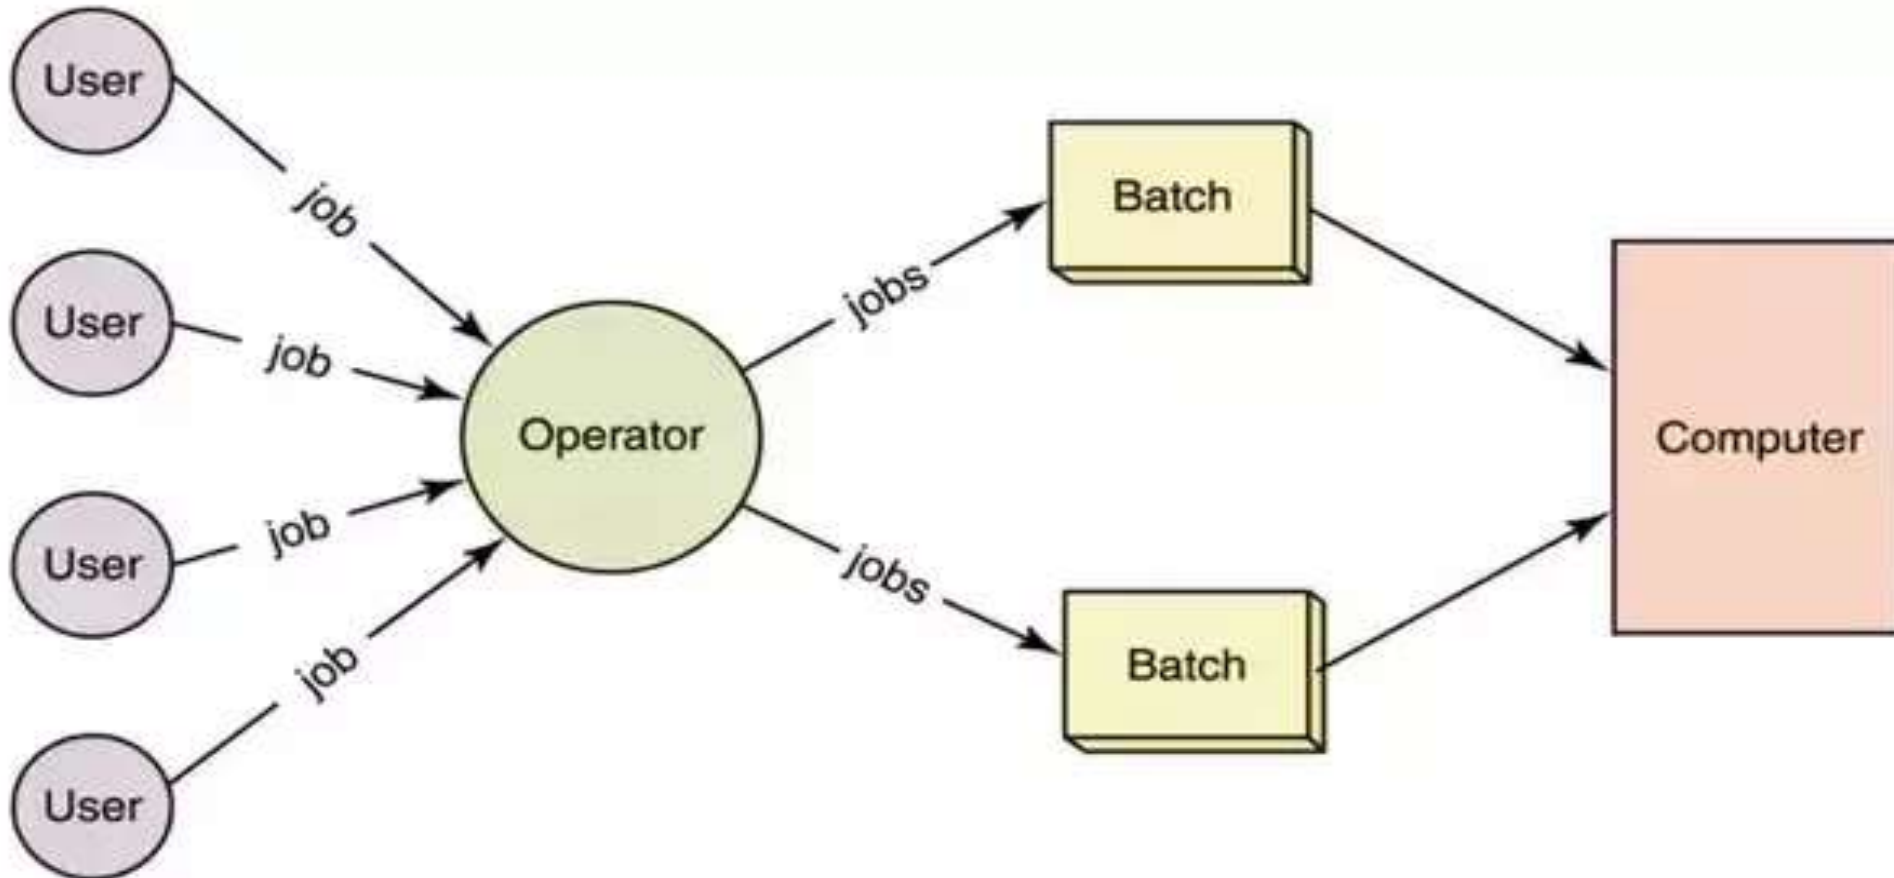 User
job
User
job
User
job
User
job
Operator
jobs
jobs
Batch
Batch
Computer